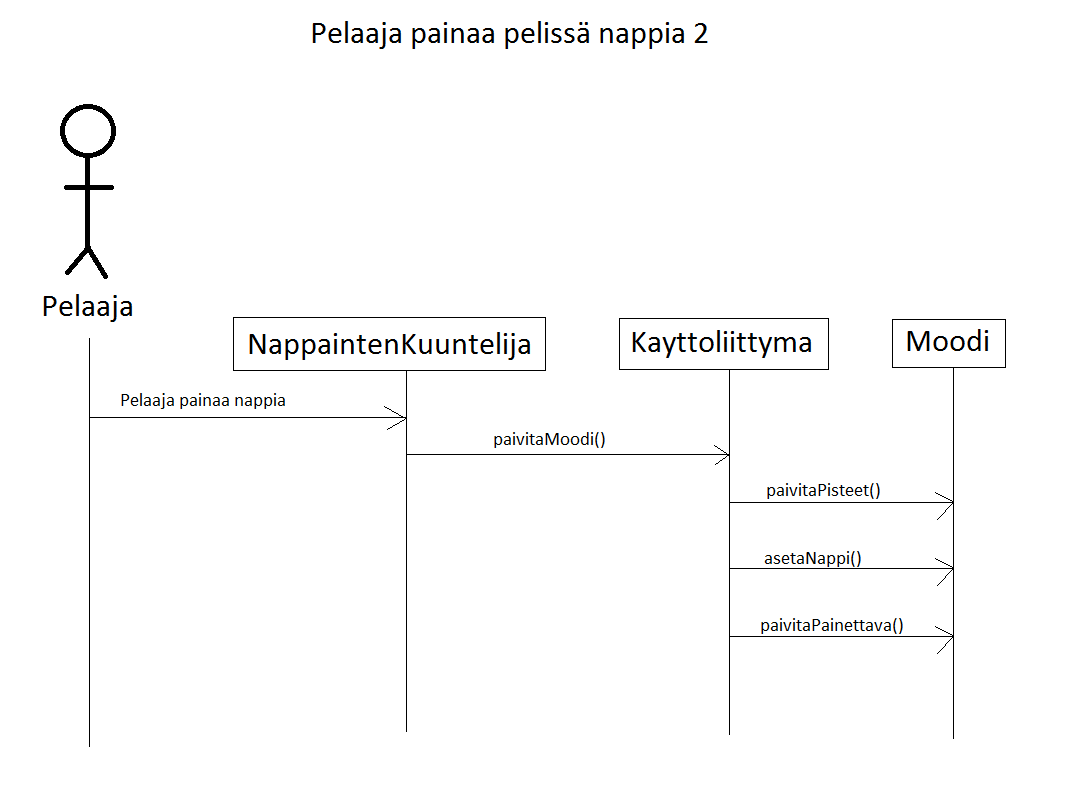 Pelaaja painaa pelissä nappia 2
Pelaaja
NappaintenKuuntelija
Kayttoliittyma
Moodi
Pelaaja painaa nappia
paivitaMoodi()
paivitaPisteet()
asetaNappi()
paivitaPainettava()